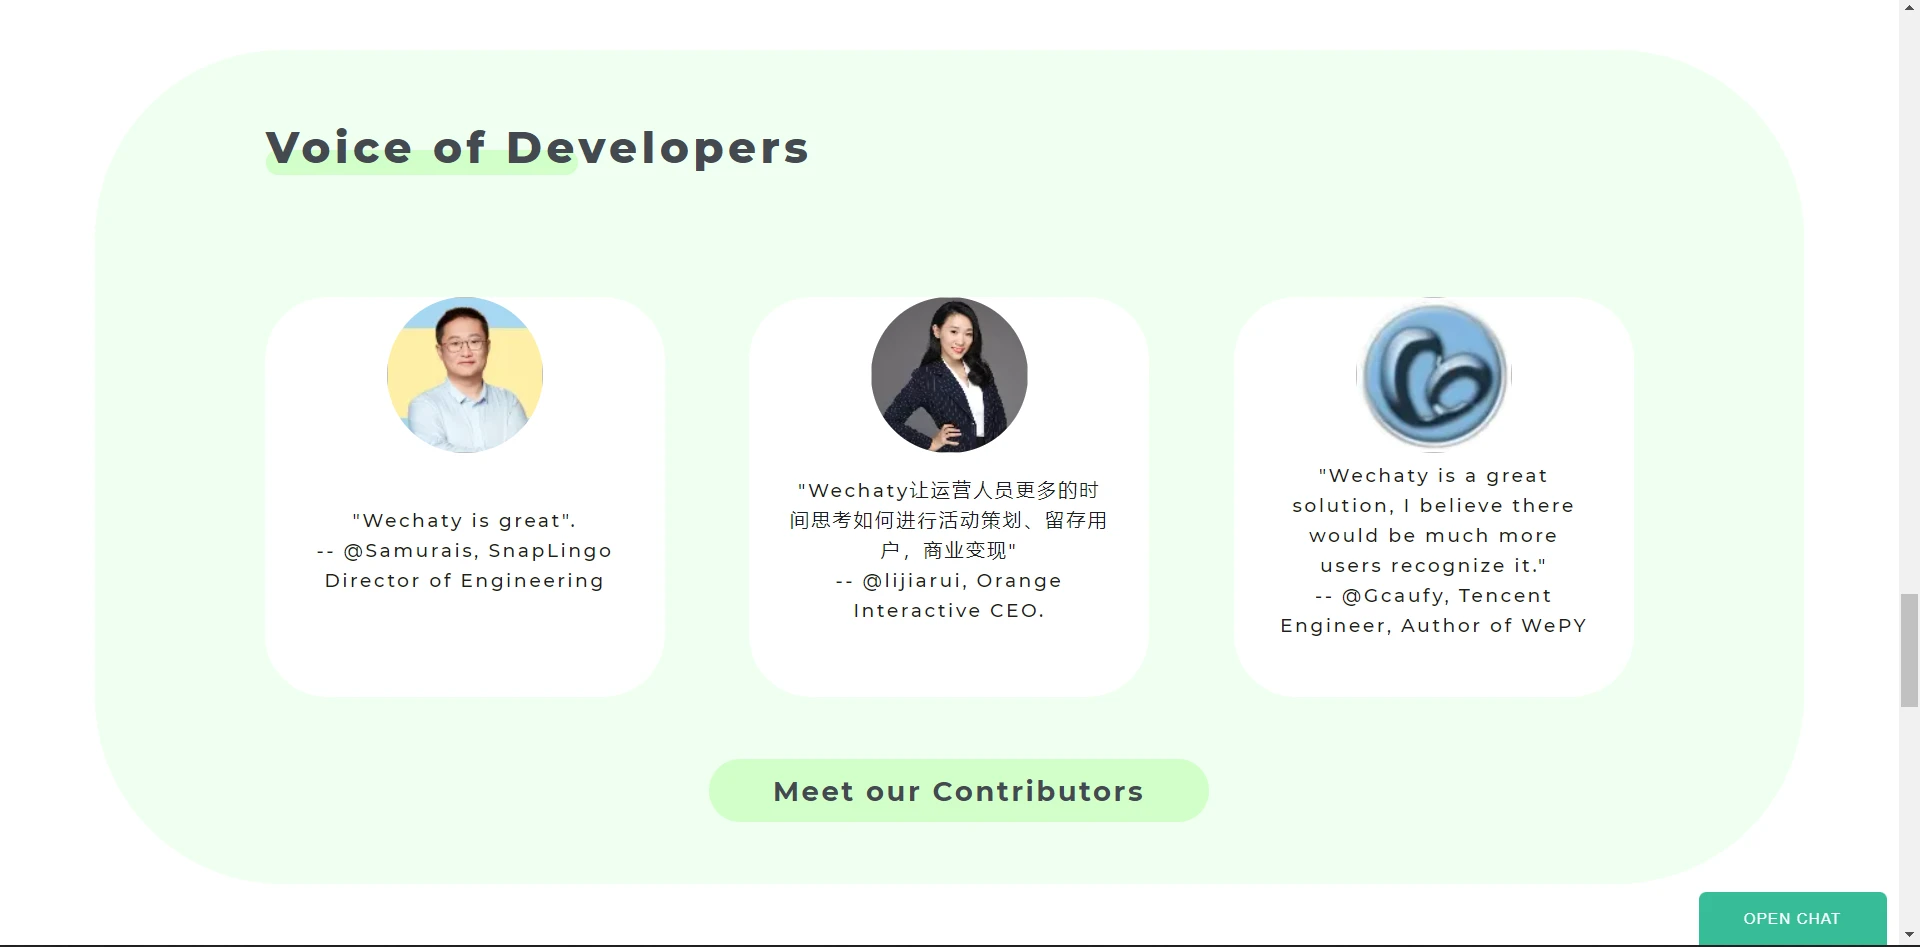 Voice of Developers
"Wechaty is great".
-- @Samurais, SnapLingo
Director of Engineering
"Wechaty让运营人员更多的时
间思考如何进行活动策划、留存用
户，商业变现"
-- @lijiarui, Orange
Interactive CEO.
"Wechaty is a great
solution, I believe there
would be much more
users recognize it."
-- @Gcaufy, Tencent
Engineer, Author of WePY
Meet our Contributors
OPEN CHAT